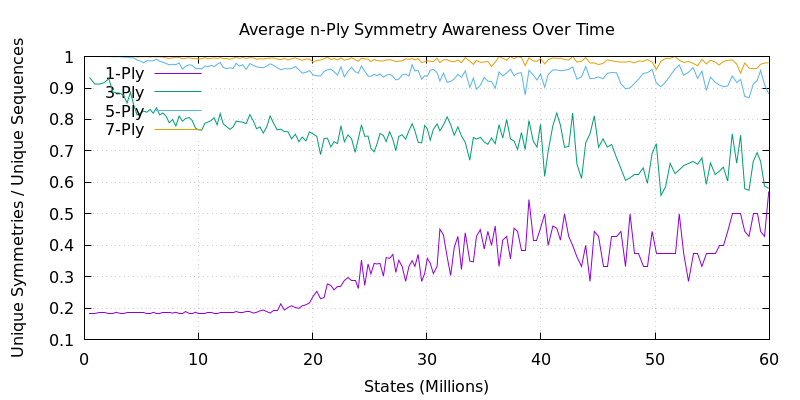 Average n-Ply Symmetry Awareness Over Time
Unique Symmetries / Unique Sequences
1
0.9
0.8
0.7
0.6
0.5
0.4
0.3
0.2
0.1
1-Ply
3-Ply
5-Ply
7-Ply
0 10 20 30 40 50 60
States (Millions)